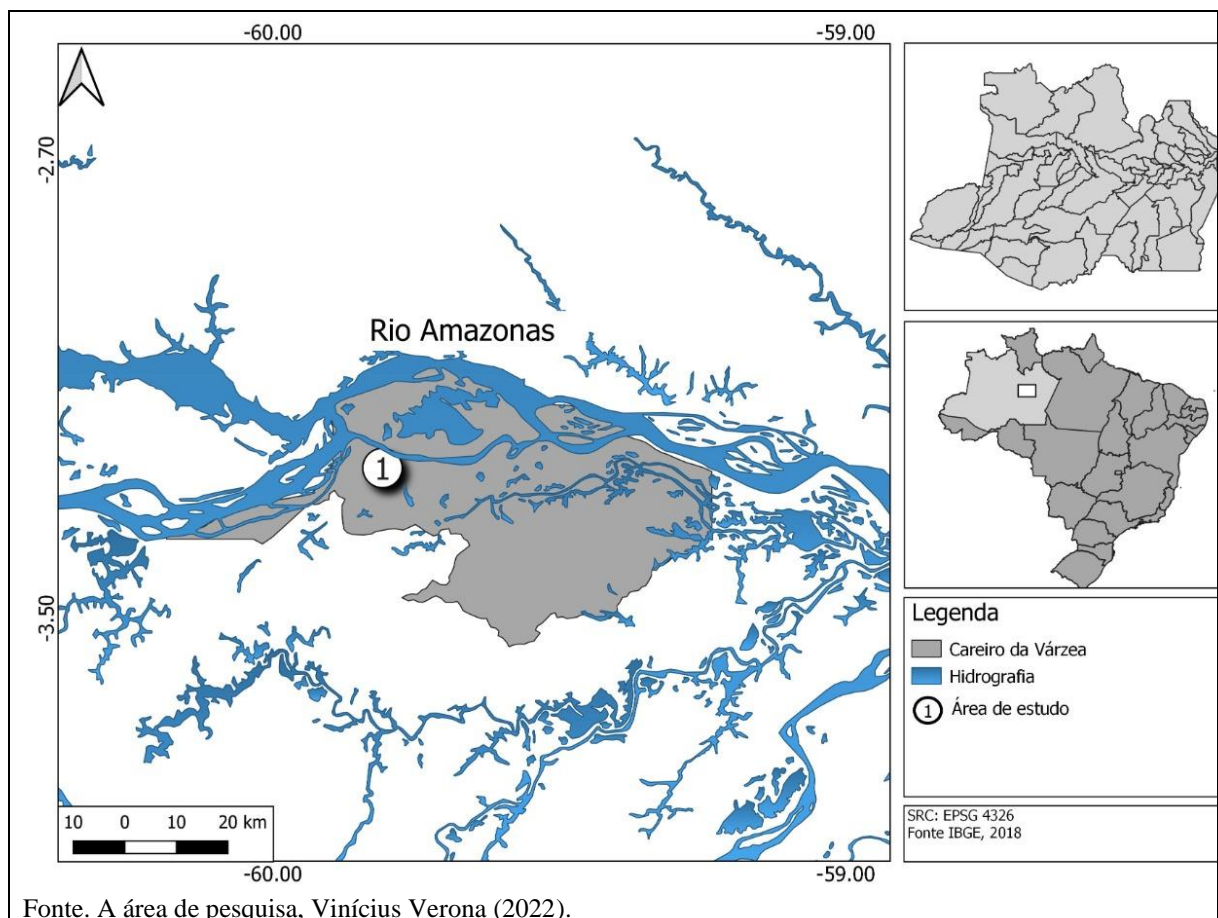 -60.00
-59.00
-2.70
Rio Amazonas
1
-3.50
10 0 10 20 km
-60.00
-59.00
Legenda
Careiro da Várzea
Hidrografia
1 Área de estudo
SRC: EPSG 4326
Fonte IBGE, 2018
Fonte. A área de pesquisa, Vinícius Verona (2022).